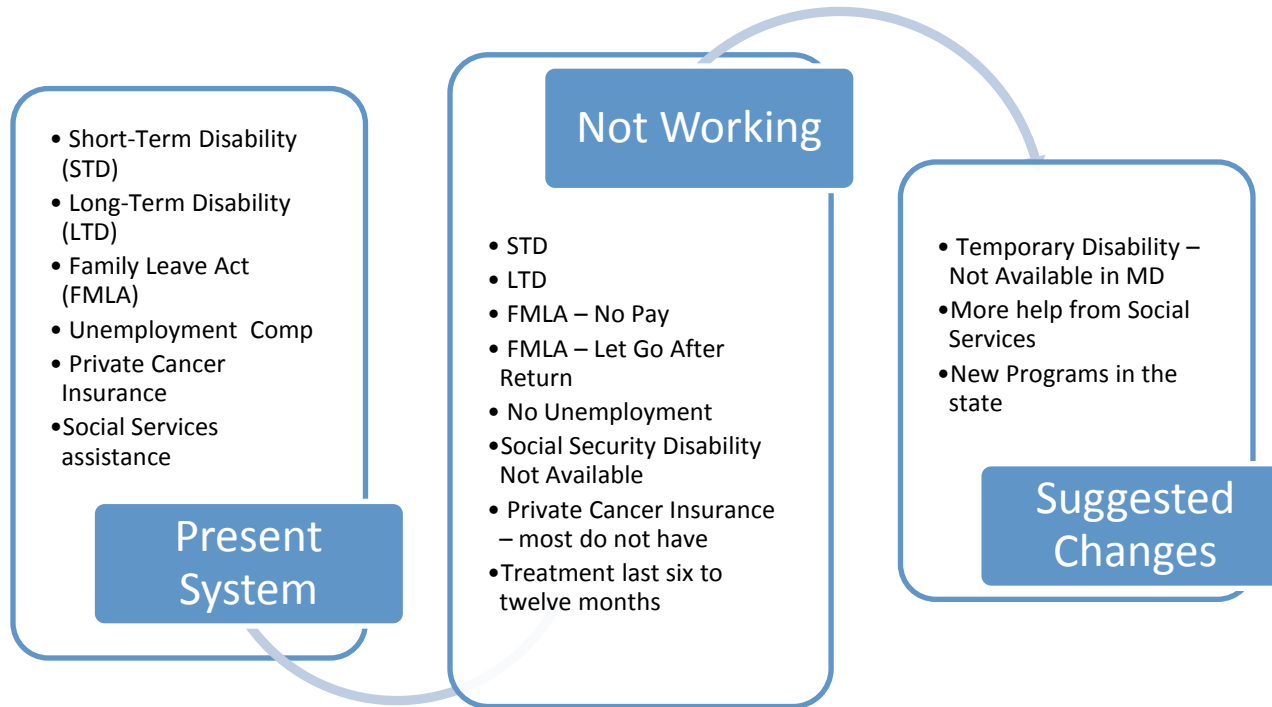 • Short-Term Disability
(STD)
• Long-Term Disability
(LTD)
• Family Leave Act
(FMLA)
• Unemployment Comp
• Private Cancer
Insurance
•Social Services
assistance
Present
System
Not Working
• STD
• LTD
• FMLA – No Pay
• FMLA – Let Go After
Return
• No Unemployment
•Social Security Disability
Not Available
• Private Cancer Insurance
– most do not have
•Treatment last six to
twelve months
• Temporary Disability –
Not Available in MD
•More help from Social
Services
•New Programs in the
state
Suggested
Changes